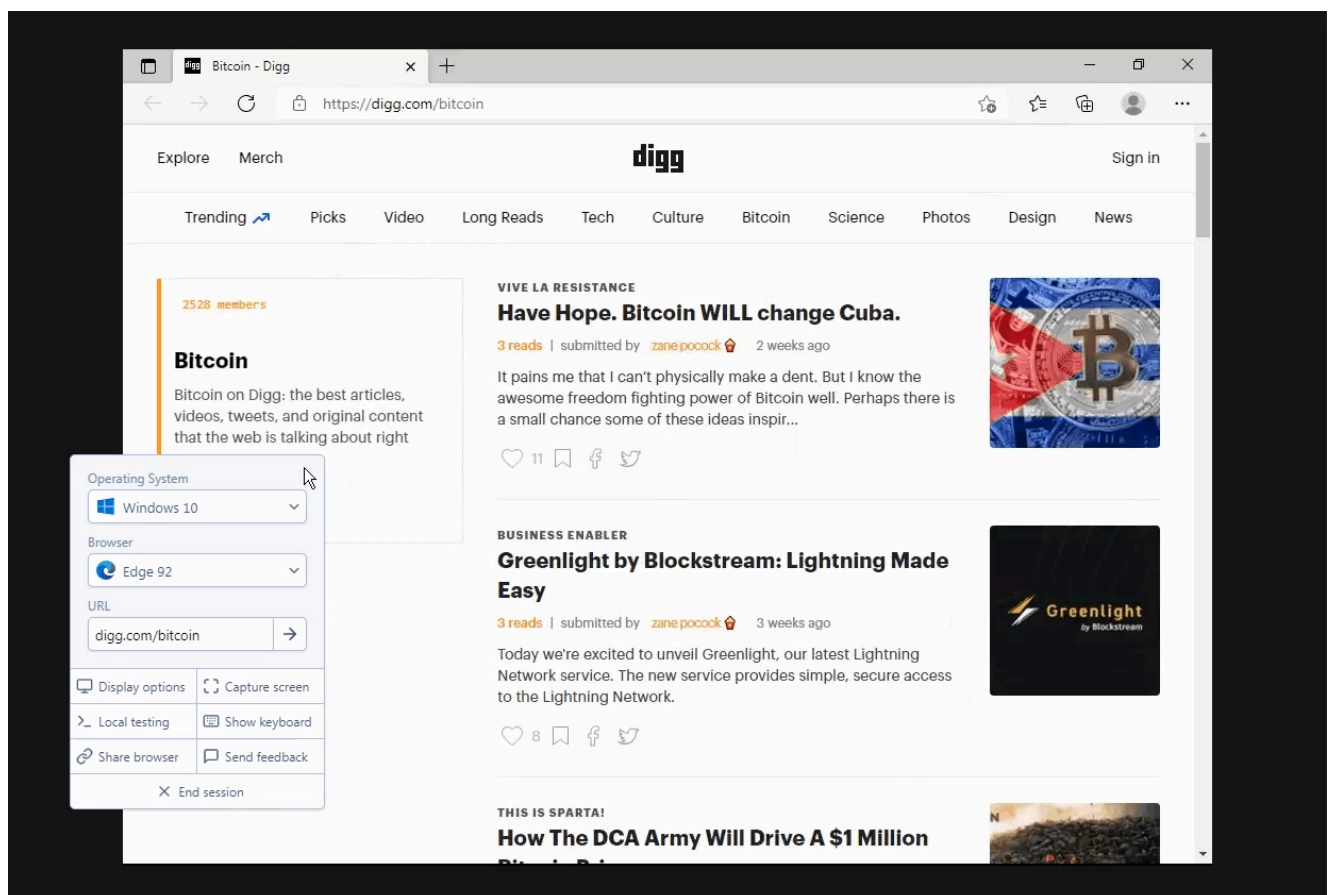 Bitcoin - Digg
https://digg.com/bitcoin
Explore Merch digg Sign in
Trending Picks Video Long Reads Tech Culture Bitcoin Science Photos Design News
2528 members
Bitcoin
Bitcoin on Digg: the best articles,
videos, tweets, and original content
that the web is talking about right
VIVE LA RESISTANCE
Have Hope. Bitcoin WILL change Cuba.
3 reads | submitted by zane pocock 2 weeks ago
It pains me that I can't physically make a dent. But I know the
awesome freedom fighting power of Bitcoin well. Perhaps there is
a small chance some of these ideas inspir...
11
BUSINESS ENABLER
Greenlight by Blockstream: Lightning Made
Easy
3 reads | submitted by zane pocock 3 weeks ago
Today we're excited to unveil Greenlight, our latest Lightning
Network service. The new service provides simple, secure access
to the Lightning Network.
8
Greenlight
by Blockstream
THIS IS SPARTA!
How The DCA Army Will Drive A $1 Million
Operating System
Windows 10
Browser
Edge 92
URL
digg.com/bitcoin
Display options Capture screen
Local testing Show keyboard
Share browser Send feedback
End session